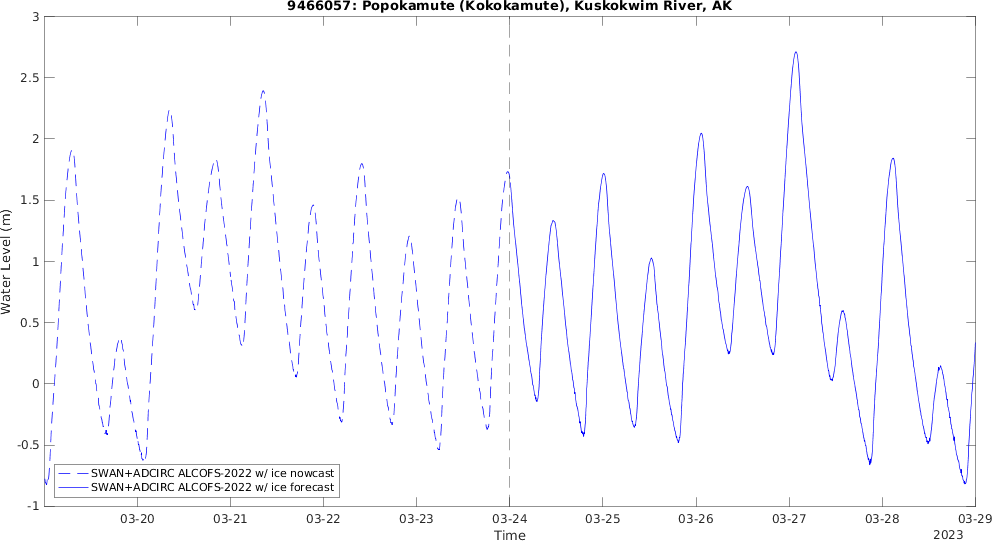 9466057: Popokamute (Kokokamute), Kuskokwim River, AK
3
2.5
2
1.5
1
0.5
0
-0.5
-1
Water Level (m)
SWAN+ADCIRC ALCOFS-2022 w/ ice nowcast
SWAN+ADCIRC ALCOFS-2022 w/ ice forecast
03-20 03-21 03-22 03-23 03-24 03-25 03-26 03-27 03-28 03-29
Time
2023